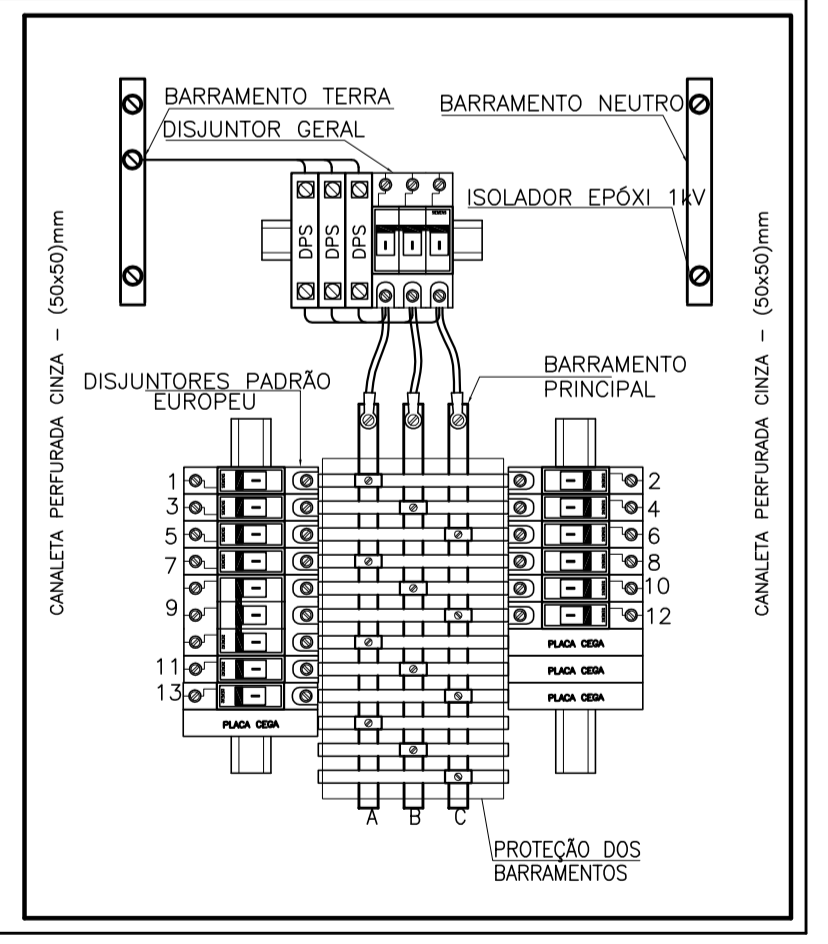 BARRAMENTO TERRA
DISJUNTOR GERAL
BARRAMENTO NEUTRO
ISOLADOR EPÓXI 1kV
SIEMENS
DPS
DPS
DPS
CANALETA PERFURADA CINZA - (50x50)mm
CANALETA PERFURADA CINZA - (50x50)mm
DISJUNTORES PADRÃO
EUROPEU
BARRAMENTO
PRINCIPAL
1
2
3
4
5
6
7
8
9
10
11
12
13
PLACA CEGA
PLACA CEGA
PLACA CEGA
PLACA CEGA
A B C
PROTEÇÃO DOS
BARRAMENTOS